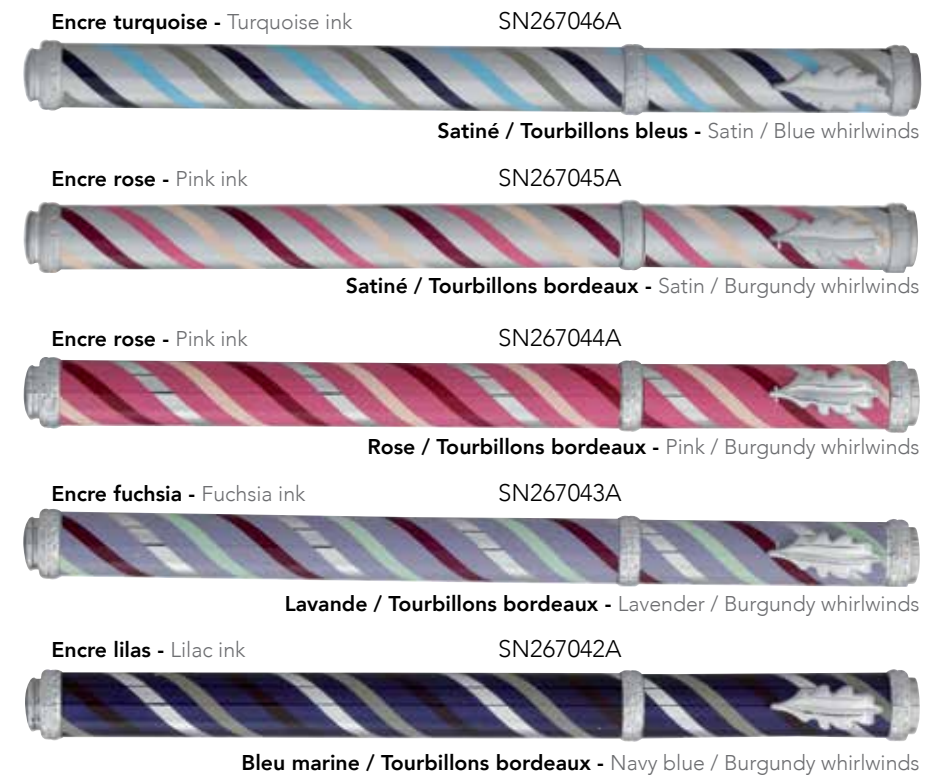 Encre turquoise - Turquoise ink SN267046A
Satiné / Tourbillons bleus - Satin / Blue whirlwinds
Encre rose - Pink ink SN267045A
Satiné / Tourbillons bordeaux - Satin / Burgundy whirlwinds
Encre rose - Pink ink SN267044A
Rose / Tourbillons bordeaux - Pink / Burgundy whirlwinds
Encre fuchsia - Fuchsia ink SN267043A
Lavande / Tourbillons bordeaux - Lavender / Burgundy whirlwinds
Encre lilas - Lilac ink SN267042A
Bleu marine / Tourbillons bordeaux - Navy blue / Burgundy whirlwinds